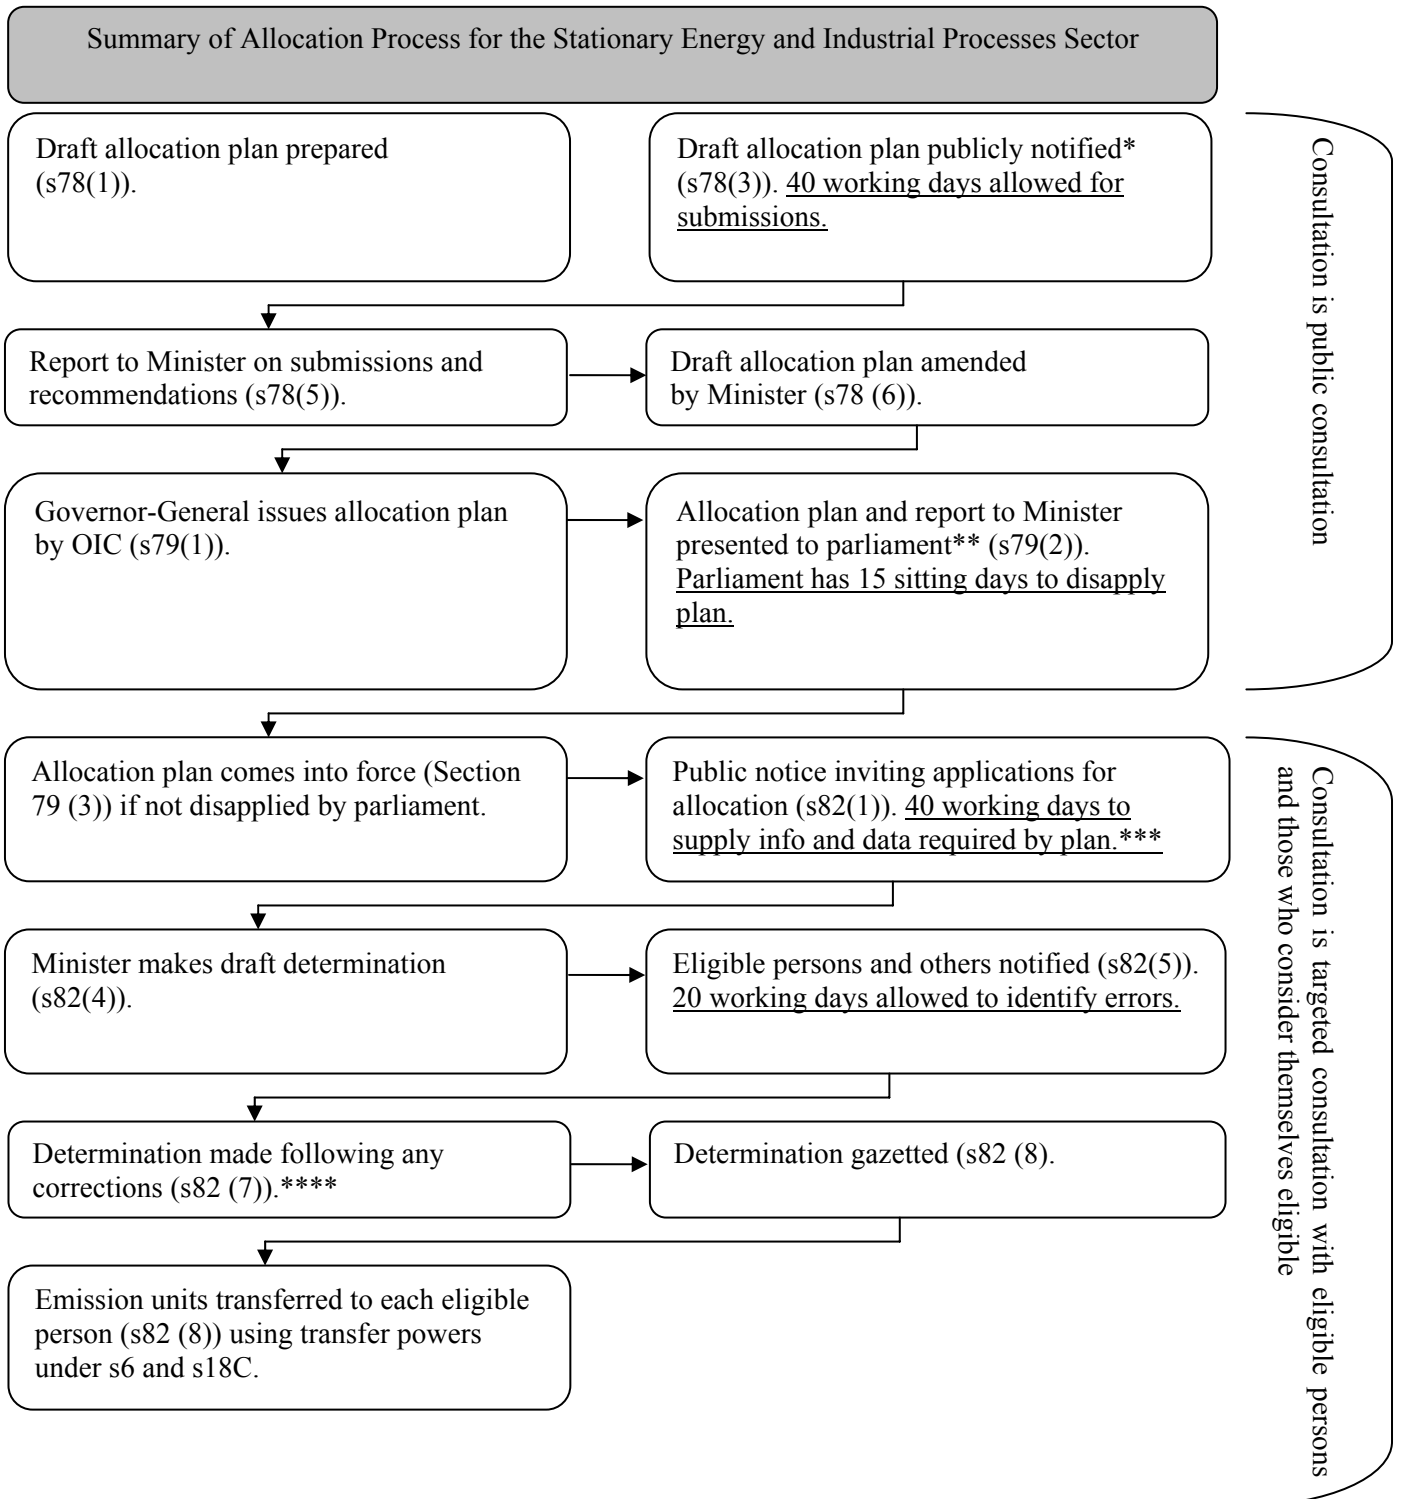 Summary of Allocation Process for the Stationary Energy and Industrial Processes Sector
Draft allocation plan prepared
(s78(1)).
Draft allocation plan publicly notified*
(s78(3)). 40 working days allowed for
submissions.
Report to Minister on submissions and
recommendations (s78(5)).
Draft allocation plan amended
by Minister (s78 (6)).
Governor-General issues allocation plan
by OIC (s79(1)).
Allocation plan and report to Minister
presented to parliament** (s79(2)).
Parliament has 15 sitting days to disapply
plan.
Consultation is public consultation
Allocation plan comes into force (Section
79 (3)) if not disapplied by parliament.
Public notice inviting applications for
allocation (s82(1)). 40 working days to
supply info and data required by plan.***
Minister makes draft determination
(s82(4)).
Eligible persons and others notified (s82(5)).
20 working days allowed to identify errors.
Determination made following any
corrections (s82 (7)).****
Determination gazetted (s82 (8).
Emission units transferred to each eligible
person (s82 (8)) using transfer powers
under s6 and s18C.
Consultation is targeted consultation with eligible persons
and those who consider themselves eligible